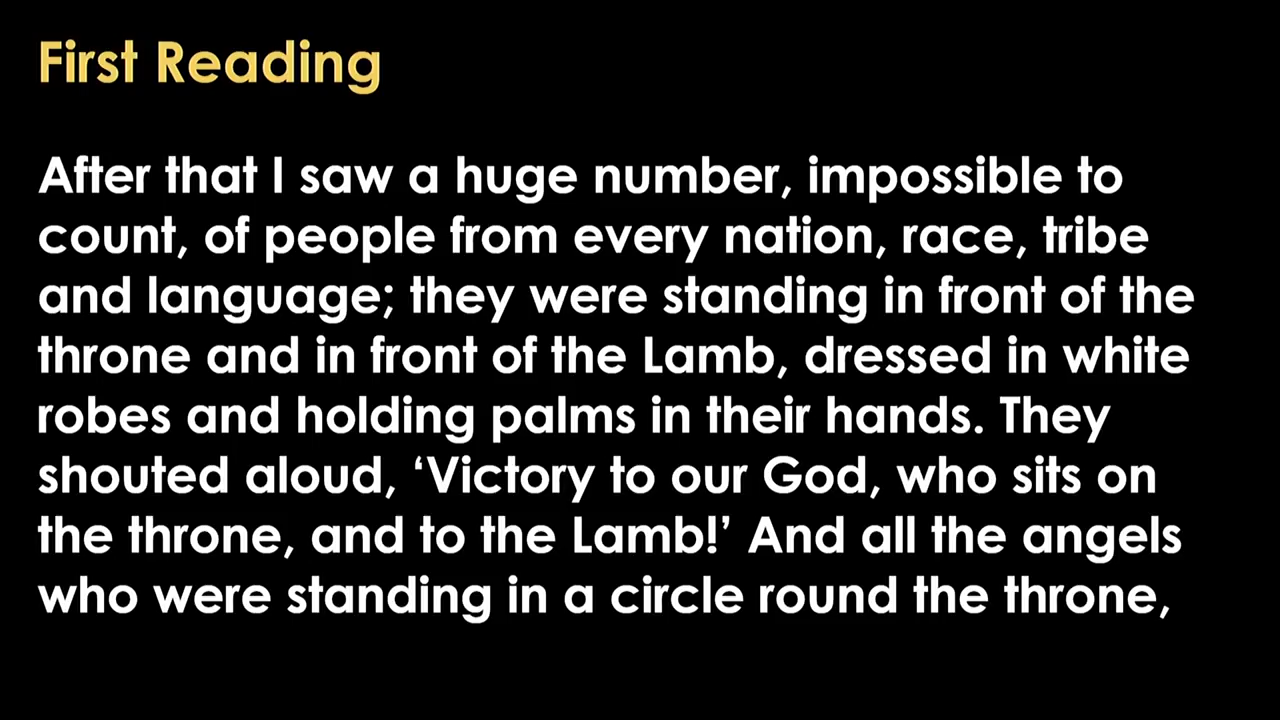 First Reading
After that I saw a huge number, impossible to
count, of people from every nation, race, tribe
and language; they were standing in front of the
throne and in front of the Lamb, dressed in white
robes and holding palms in their hands. They
shouted aloud, ‘Victory to our God, who sits on
the throne, and to the Lamb!’ And all the angels
who were standing in a circle round the throne,